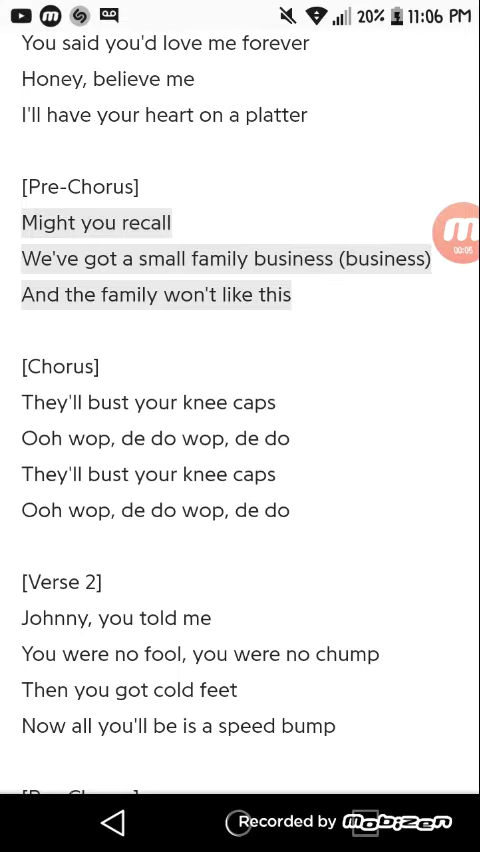 20% 11:06 PM
You said you'd love me forever
Honey, believe me
I'll have your heart on a platter
[Pre-Chorus]
Might you recall
We've got a small family business (business)
00:05
And the family won't like this
[Chorus]
They'll bust your knee caps
Ooh wop, de do wop, de do
They'll bust your knee caps
Ooh wop, de do wop, de do
[Verse 2]
Johnny, you told me
You were no fool, you were no chump
Then you got cold feet
Now all you'll be is a speed bump
[Pre-Chorus]
Recorded by Mobizen